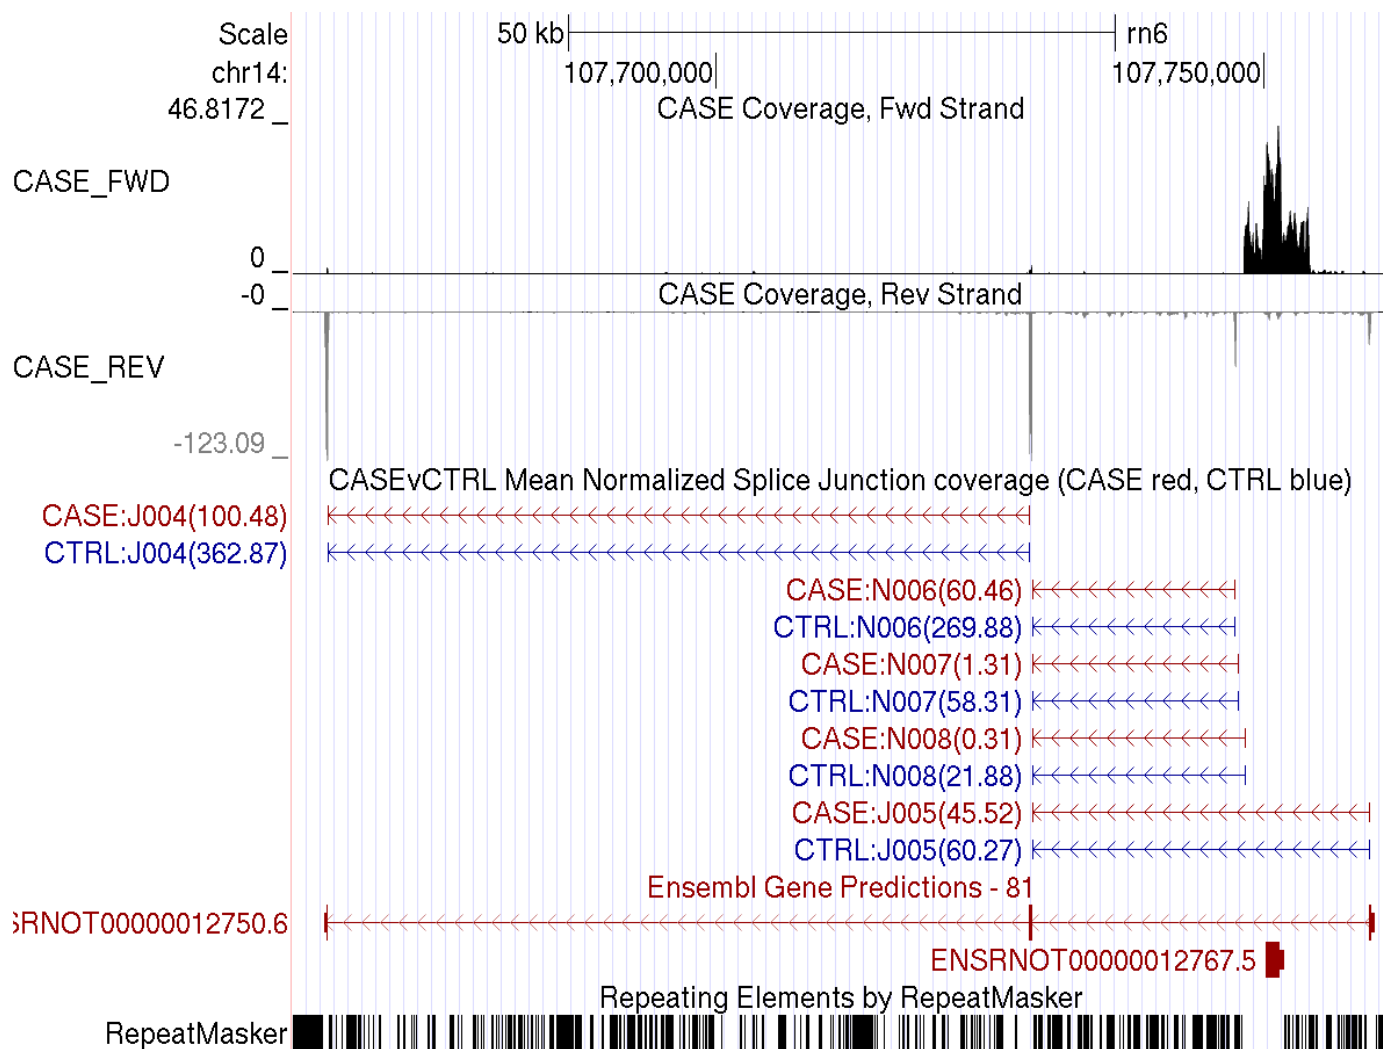 Scale 50 kb rn6
chr14: 107,700,000 107,750,000
46.8172 _ CASE Coverage, Fwd Strand
CASE_FWD
0 _
-0 _ CASE Coverage, Rev Strand
CASE_REV
-123.09 _
CASEvCTRL Mean Normalized Splice Junction coverage (CASE red, CTRL blue)
CASE:J004(100.48)
CTRL:J004(362.87)
CASE:N006(60.46)
CTRL:N006(269.88)
CASE:N007(1.31)
CTRL:N007(58.31)
CASE:N008(0.31)
CTRL:N008(21.88)
CASE:J005(45.52)
CTRL:J005(60.27)
Ensembl Gene Predictions - 81
SRNOT00000012750.6
ENSRNOT00000012767.5
Repeating Elements by RepeatMasker
RepeatMasker